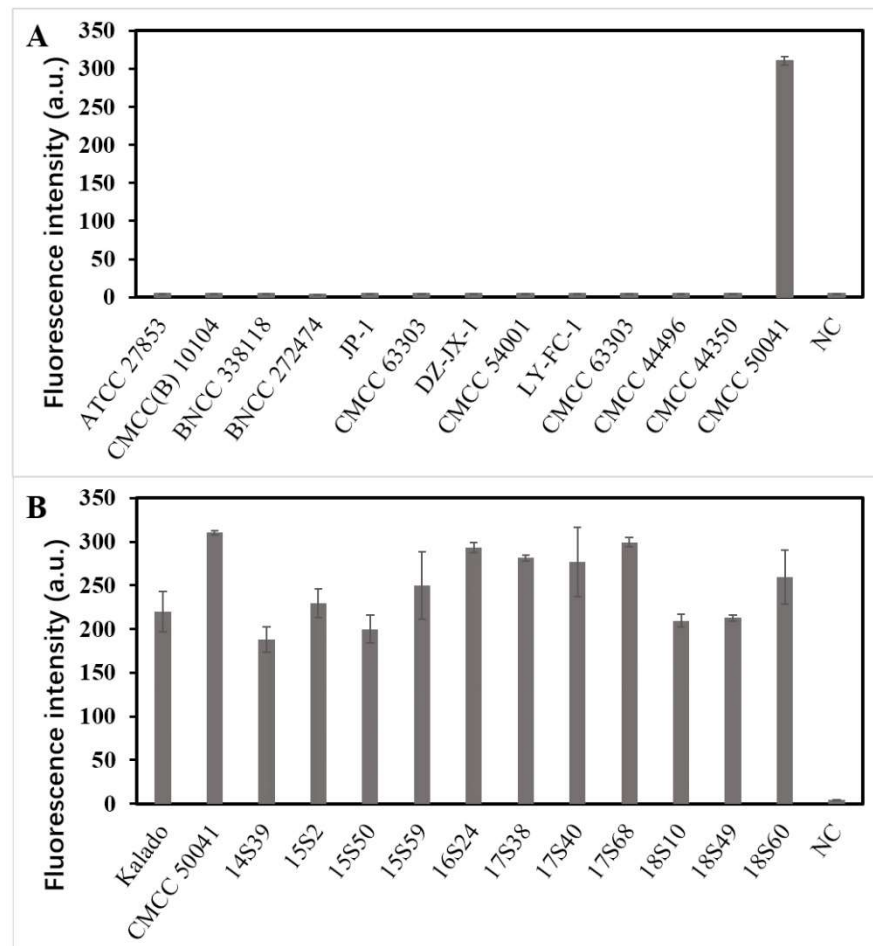 A
Fluorescence intensity (a.u.)
350
300
250
200
150
100
50
0
ATCC 27853
CMCC(B) 10104
BNCC 338118
BNCC 272474
JP-1
CMCC 63303
DZ-JX-1
CMCC 54001
LY-FC-1
CMCC 63303
CMCC 44496
CMCC 44350
CMCC 50041
NC
B
Fluorescence intensity (a.u.)
350
300
250
200
150
100
50
0
Kalado
CMCC 50041
14S39
15S2
15S50
15S59
16S24
17S38
17S40
17S68
18S10
18S49
18S60
NC